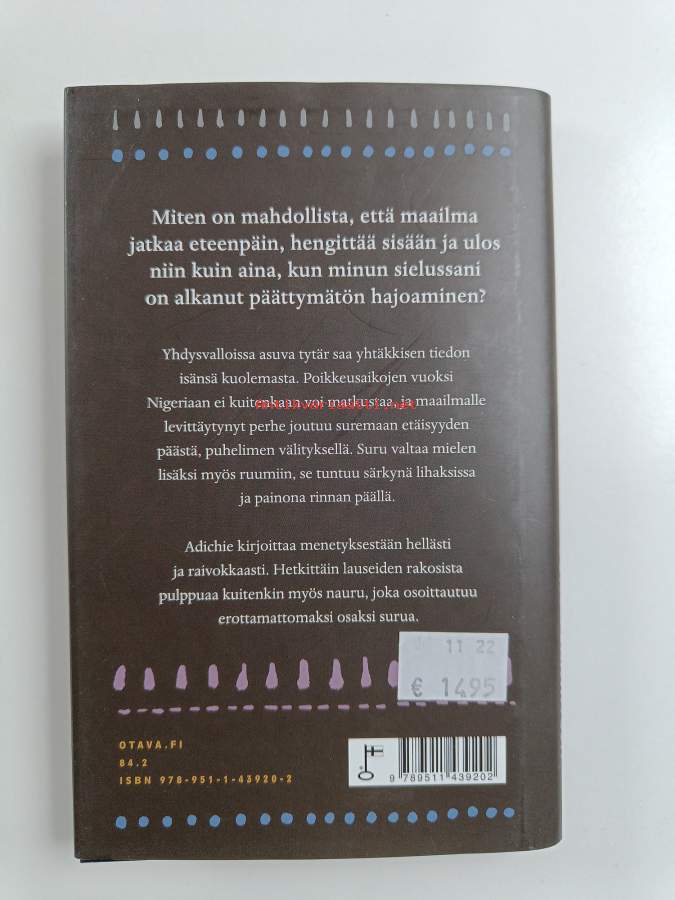 Miten on mahdollista, että maailma
jatkaa eteenpäin, hengittää sisään ja ulos
niin kuin aina, kun minun sielussani
on alkanut päättymätön hajoaminen?
Yhdysvalloissa asuva tytär saa yhtäkkisen tiedon
isänsä kuolemasta. Poikkeusaikojen vuoksi
Nigeriaan ei kuitenkaan voi matkustaa, ja maailmalle
levittäytynyt perhe joutuu suremaan etäisyyden
päästä, puhelimen välityksellä. Suru valtaa mielen
lisäksi myös ruumiin, se tuntuu särkynä lihaksissa
ja painona rinnan päällä.
Adichie kirjoittaa menetyksestään hellästi
ja raivokkaasti. Hetkittäin lauseiden rakosista
pulppuaa kuitenkin myös nauru, joka osoittautuu
erottamattomaksi osaksi surua.
11 22
€ 1495
OTAVA.FI
84.2
ISBN 978-951-1-43920-2
9 789511 439202